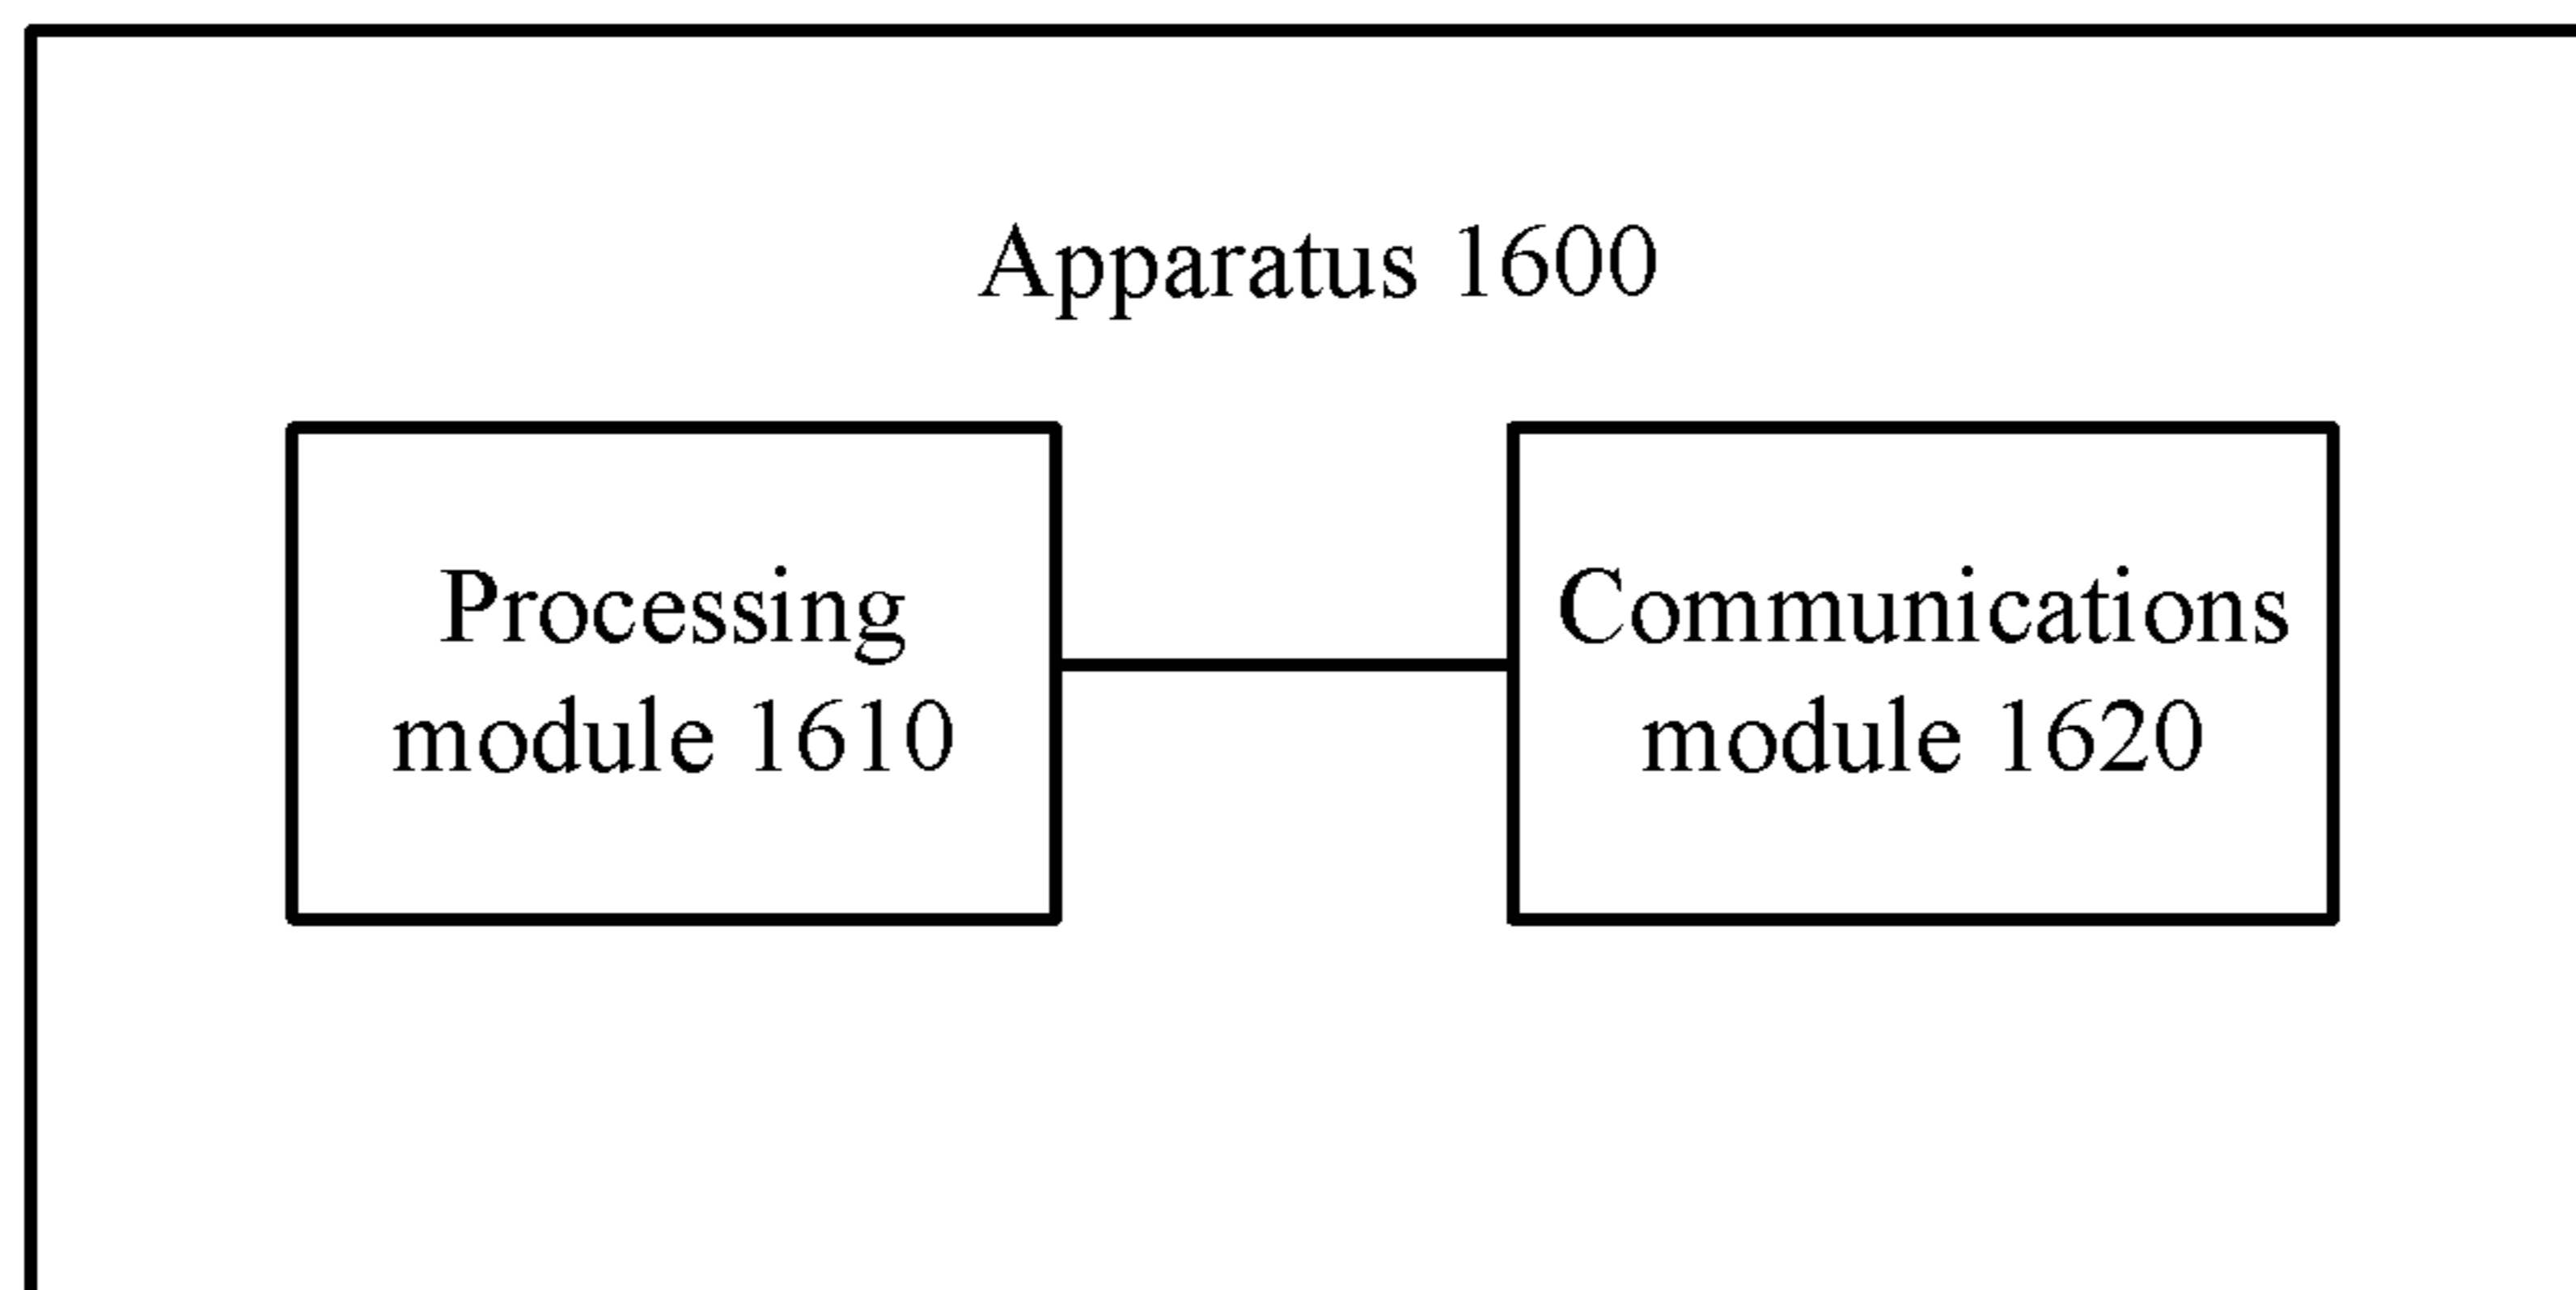 Apparatus 1600
Processing
module 1610
Communications
module 1620